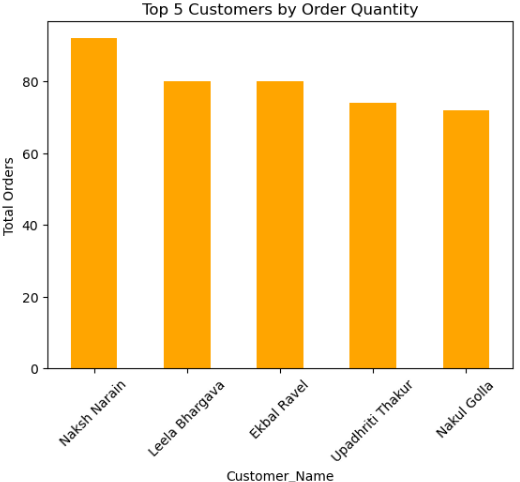 Top 5 Customers by Order Quantity
Total Orders
80
60
40
20
0
Naksh Narain
Leela Bhargava
Ekbal Ravel
Upadhriti Thakur
Nakul Golla
Customer_Name